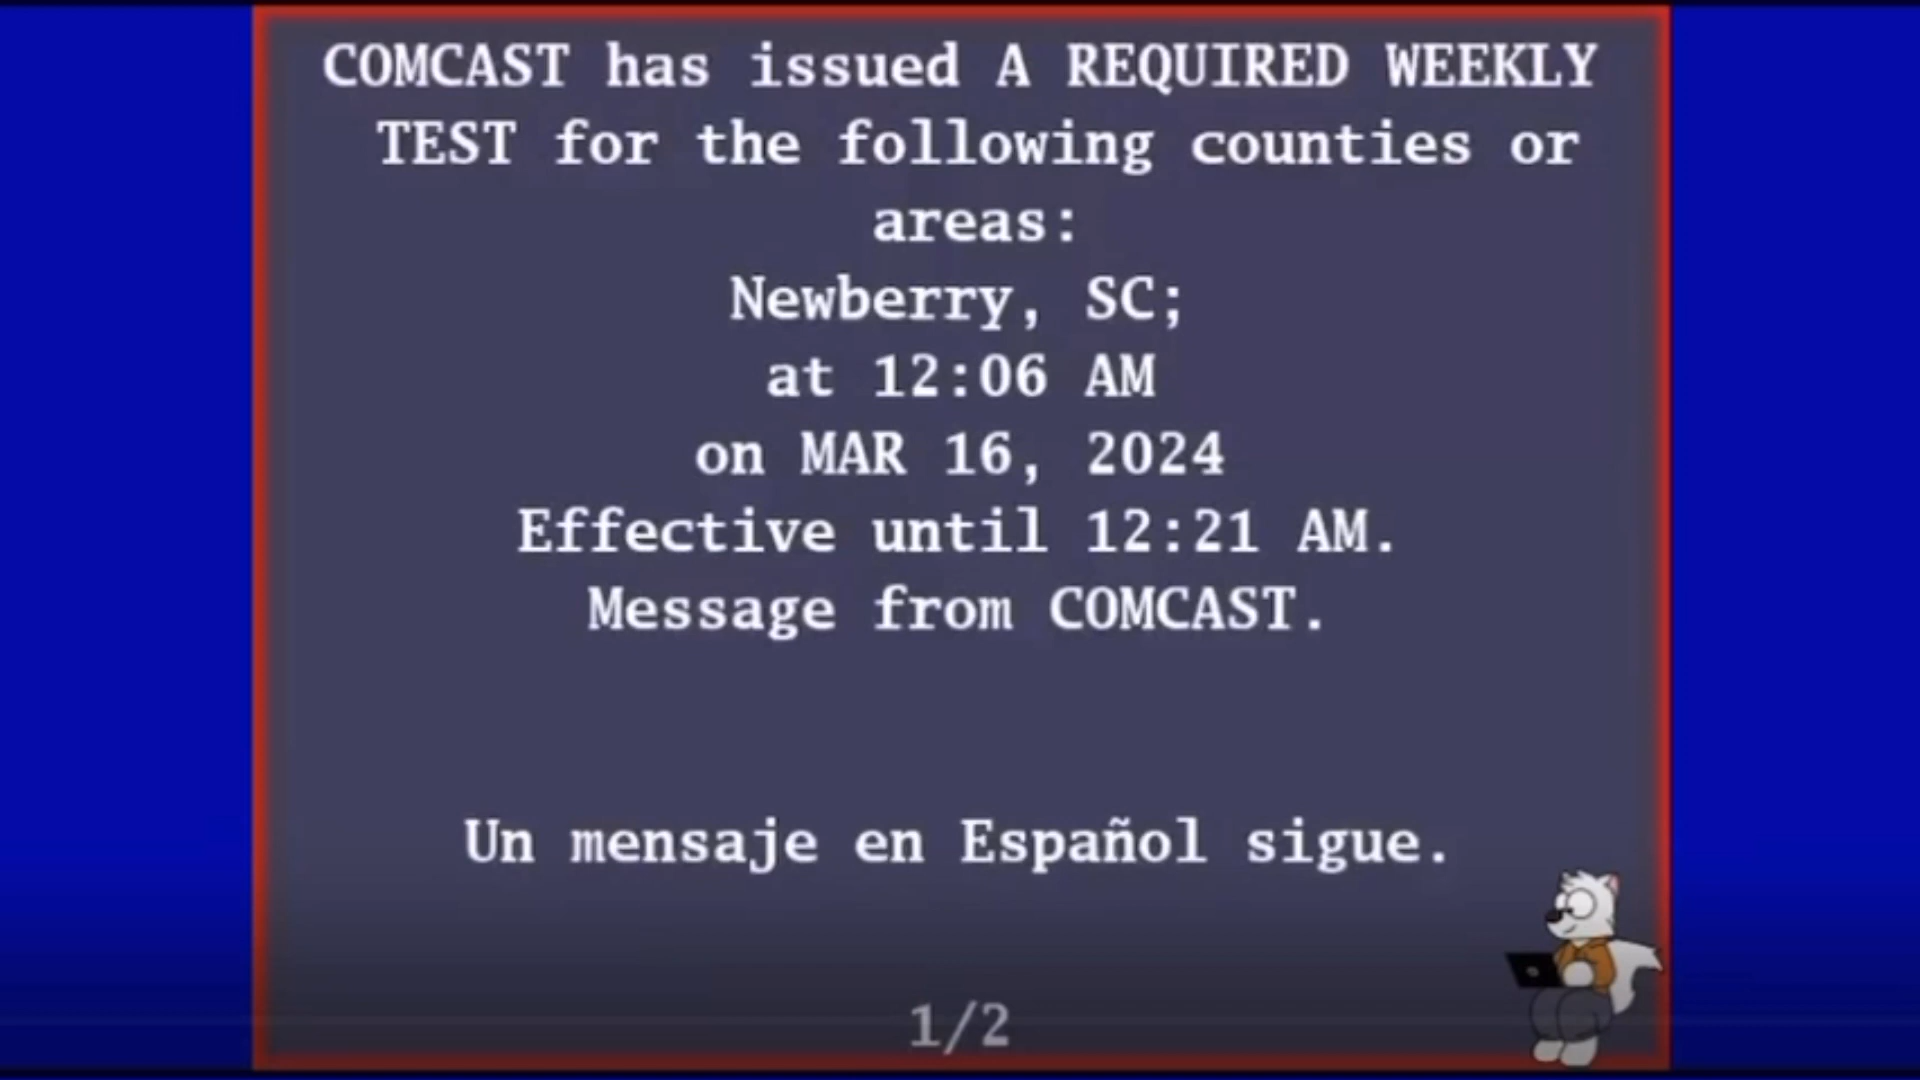 COMCAST has issued A REQUIRED WEEKLY
TEST for the following counties or
areas:
Newberry, SC;
at 12:06 AM
on MAR 16, 2024
Effective until 12:21 AM.
Message from COMCAST.
Un mensaje en Español sigue.
1/2